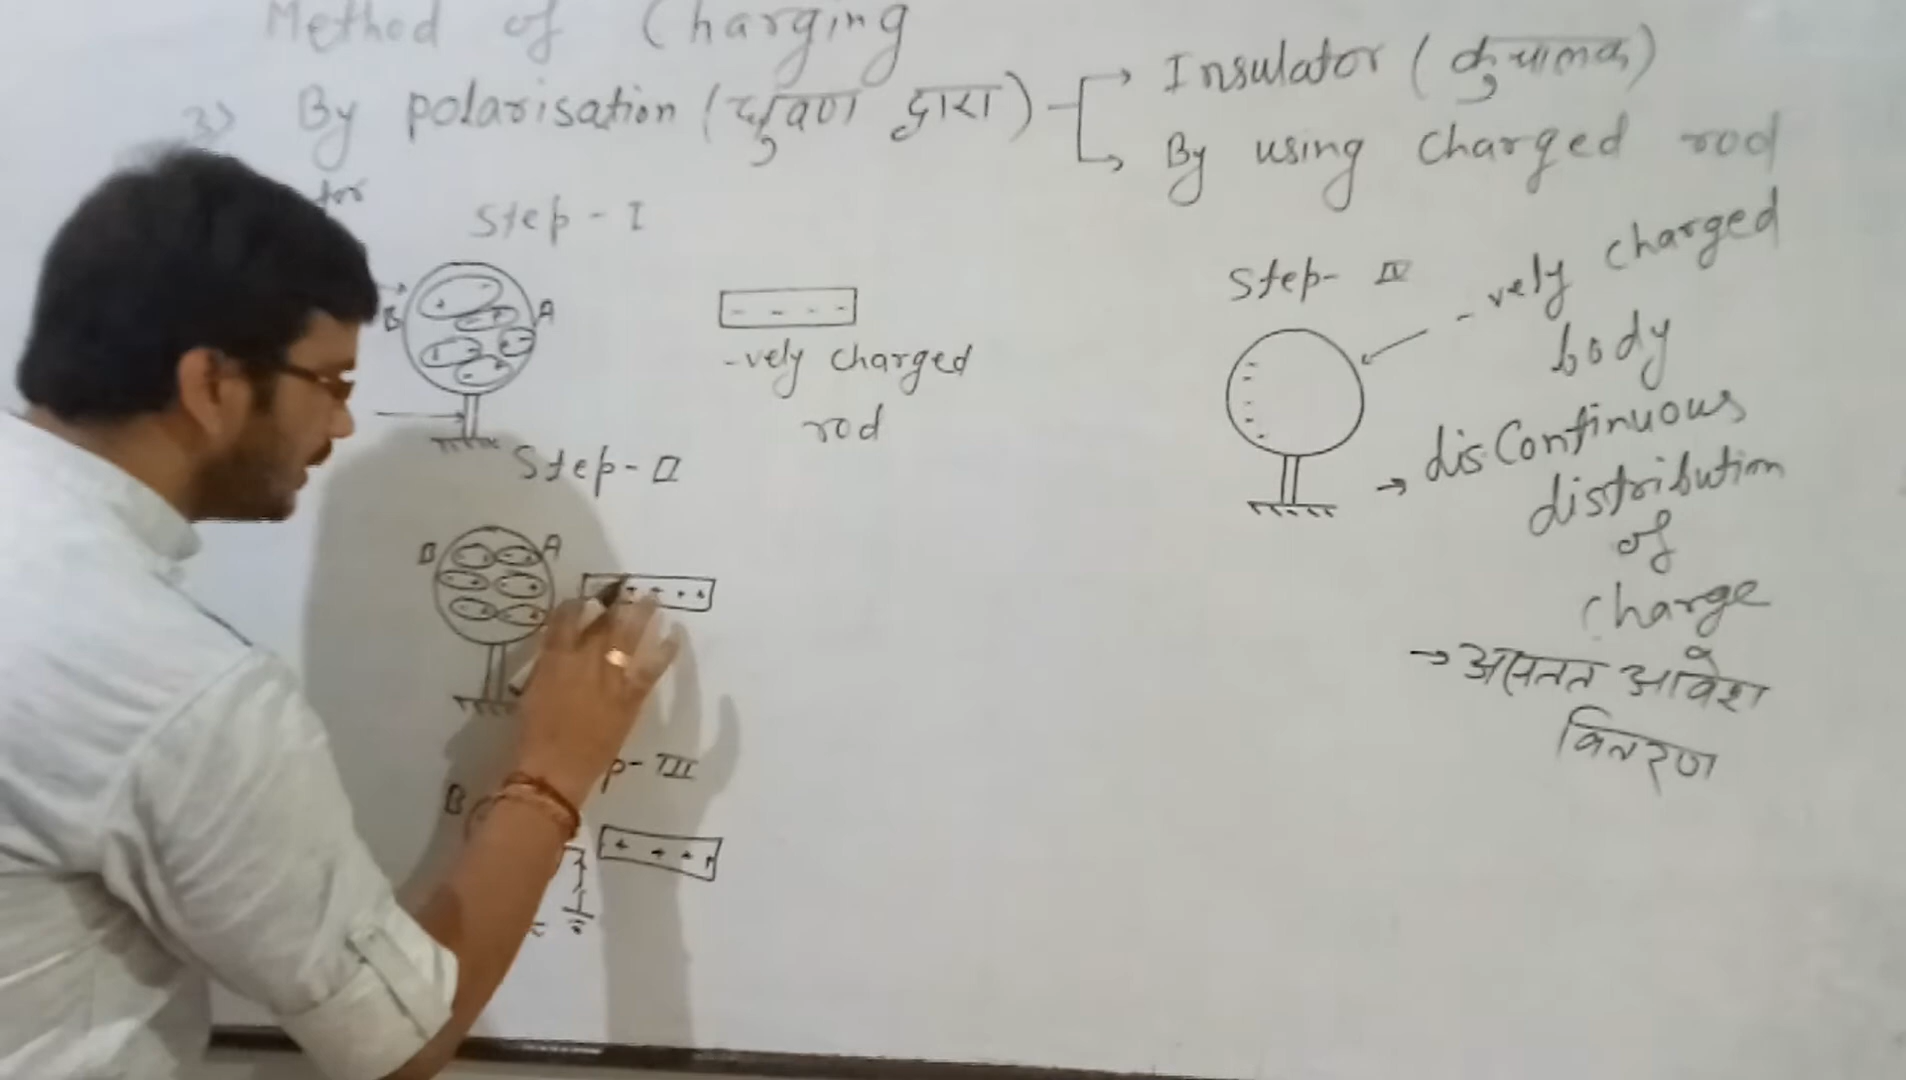 Method of Charging
3) By polarisation (ध्रुवण द्वारा) → Insulator (कुचालक)
→ By using charged rod
tor
Step - I
B A
- - - -
-vely charged
rod
Step - II
B A
p- III
B
+ + +
Step- IV
-vely charged
body
→ discontinuous
distribution
of
charge
→ असतत आवेश
वितरण